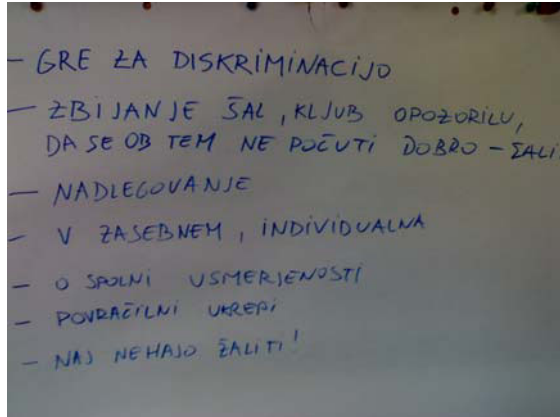 - GRE ZA DISKRIMINACIJO
- ZBIJANJE ŠAL, KLJUB OPOZORILU,
DA SE OB TEM NE POČUTI DOBRO - ŽALI
- NADLEGOVANJE
- V ZASEBNEM, INDIVIDUALNA
- O SPOLNI USMERJENOSTI
- POVRAČILNI UKREPI
- NAJ NEHAJO ŽALITI!